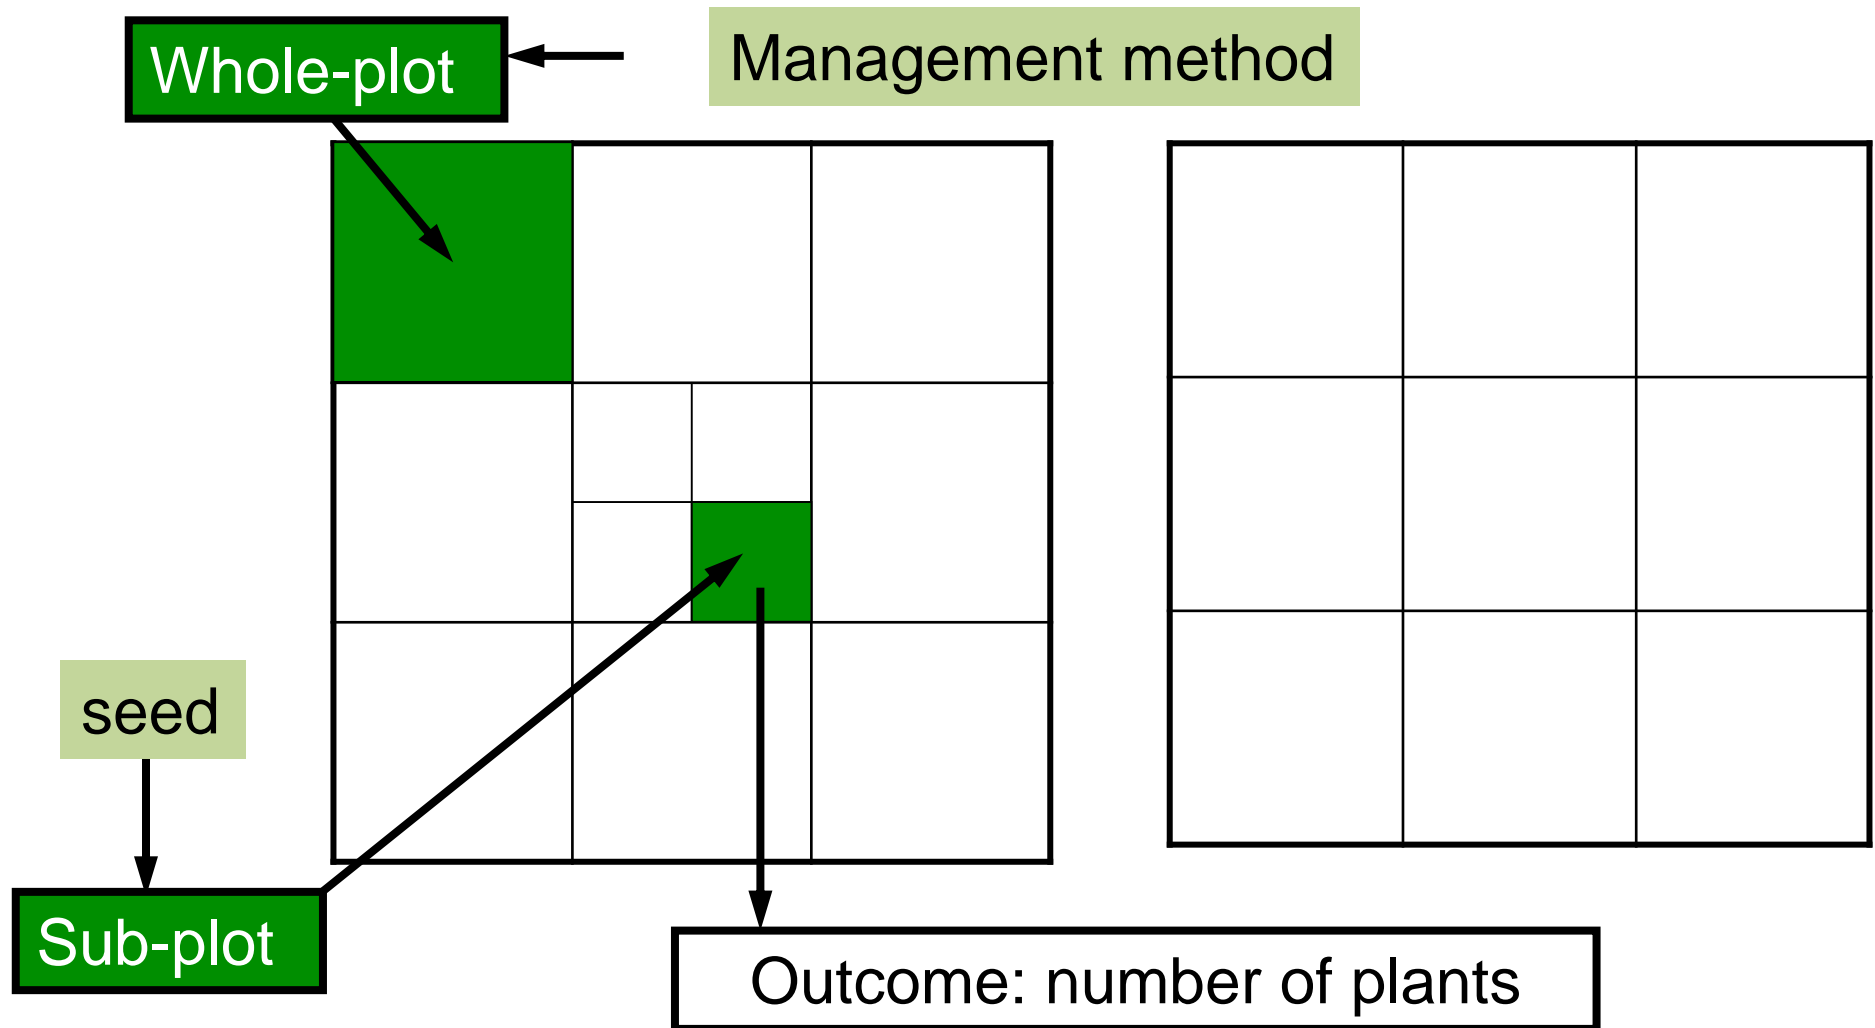 Whole-plot
Management method
seed
Sub-plot
Outcome: number of plants